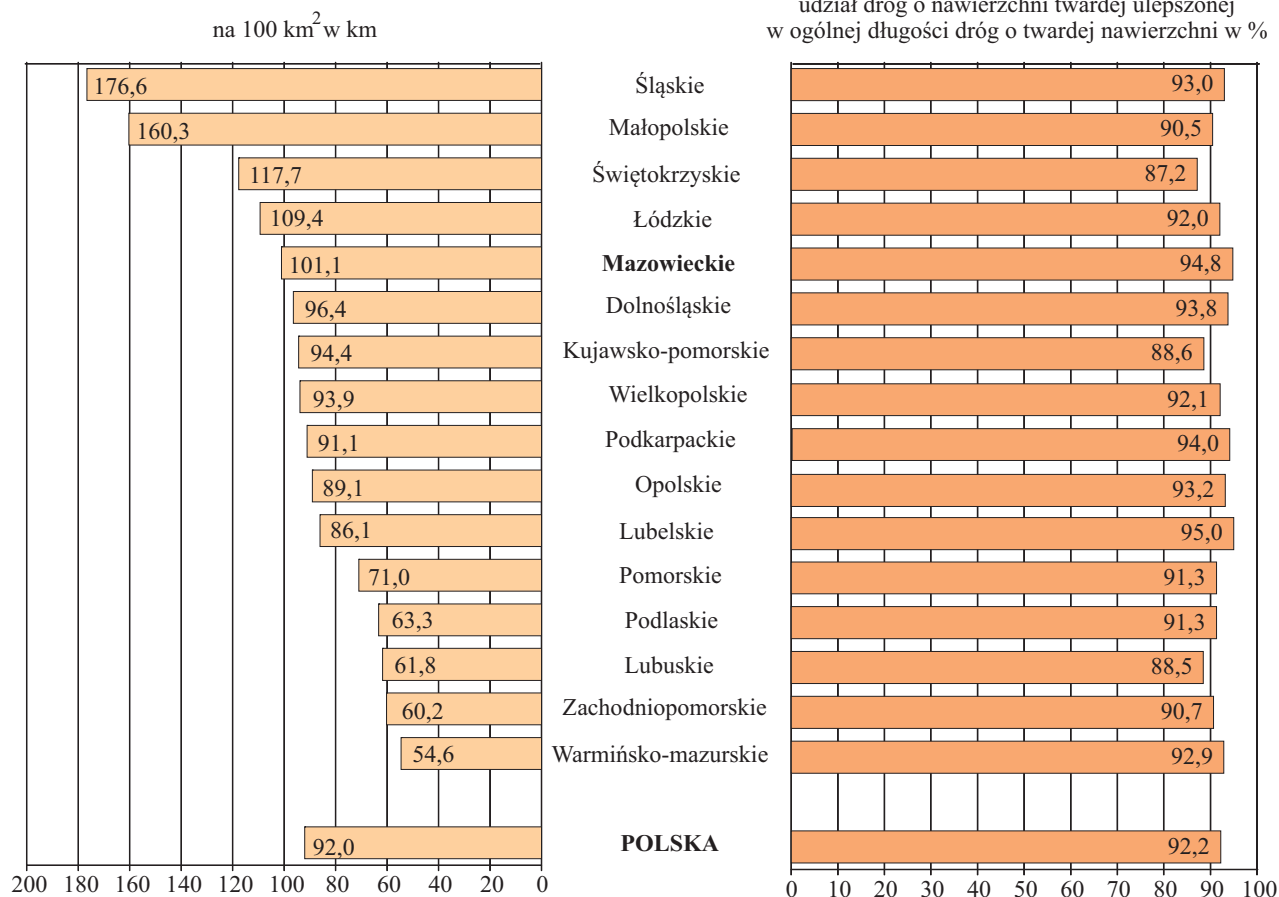 udział dróg o nawierzchni twardej ulepszonej
na 100 km² w km
w ogólnej długości dróg o twardej nawierzchni w %
176,6 Śląskie 93,0
160,3 Małopolskie 90,5
117,7 Świętokrzyskie 87,2
109,4 Łódzkie 92,0
101,1 Mazowieckie 94,8
96,4 Dolnośląskie 93,8
94,4 Kujawsko-pomorskie 88,6
93,9 Wielkopolskie 92,1
91,1 Podkarpackie 94,0
89,1 Opolskie 93,2
86,1 Lubelskie 95,0
71,0 Pomorskie 91,3
63,3 Podlaskie 91,3
61,8 Lubuskie 88,5
60,2 Zachodniopomorskie 90,7
54,6 Warmińsko-mazurskie 92,9
92,0 POLSKA 92,2
200 180 160 140 120 100 80 60 40 20 0 0 10 20 30 40 50 60 70 80 90 100